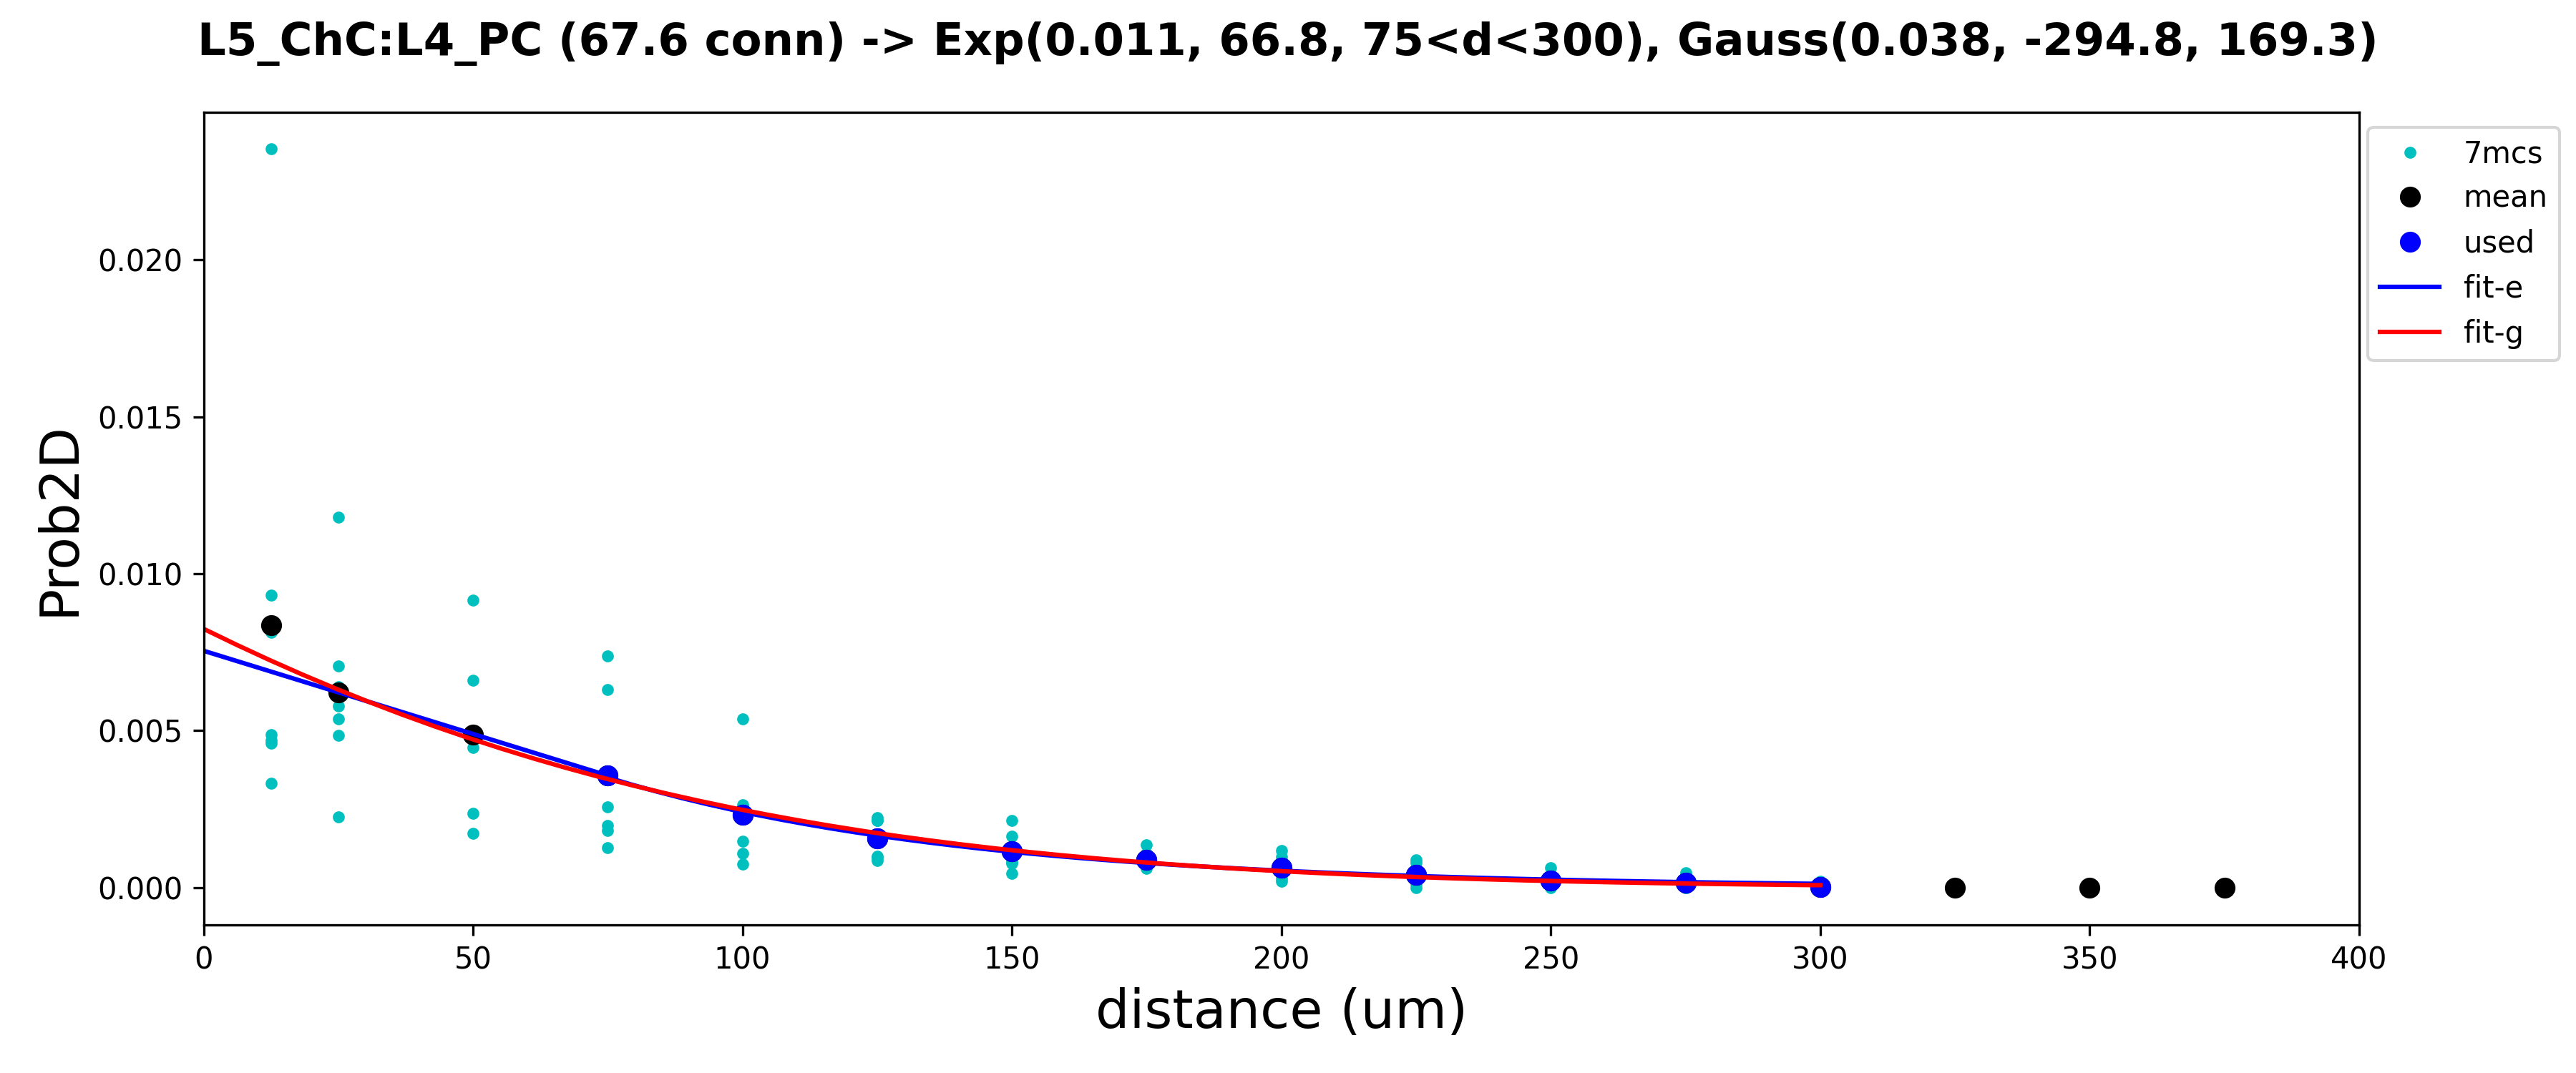 L5_ChC:L4_PC (67.6 conn) -> Exp(0.011, 66.8, 75<d<300), Gauss(0.038, -294.8, 169.3)
7mcs
mean
used
fit-e
fit-g
0.020
0.015
0.010
0.005
0.000
Prob2D
0 50 100 150 200 250 300 350 400
distance (um)